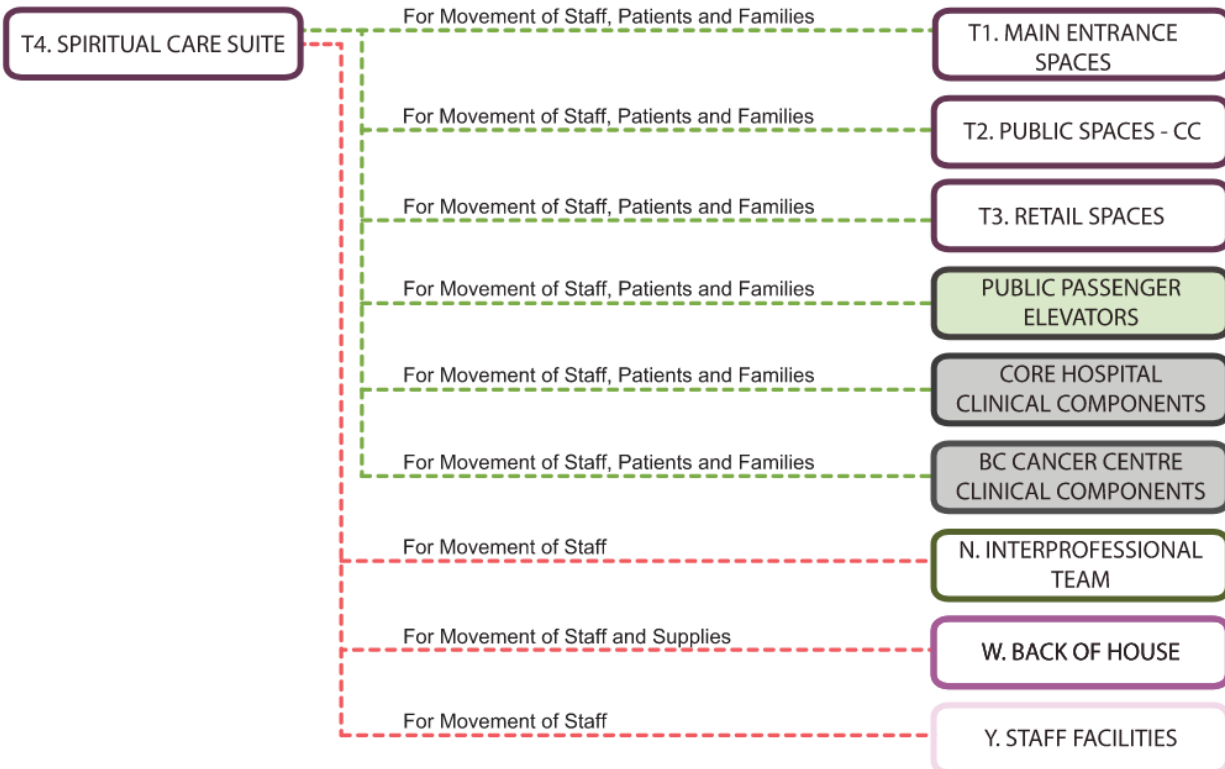 T4. SPIRITUAL CARE SUITE
For Movement of Staff, Patients and Families
T1. MAIN ENTRANCE
SPACES
For Movement of Staff, Patients and Families
T2. PUBLIC SPACES - CC
For Movement of Staff, Patients and Families
T3. RETAIL SPACES
For Movement of Staff, Patients and Families
PUBLIC PASSENGER
ELEVATORS
For Movement of Staff, Patients and Families
CORE HOSPITAL
CLINICAL COMPONENTS
For Movement of Staff, Patients and Families
BC CANCER CENTRE
CLINICAL COMPONENTS
For Movement of Staff
N. INTERPROFESSIONAL
TEAM
For Movement of Staff and Supplies
W. BACK OF HOUSE
For Movement of Staff
Y. STAFF FACILITIES